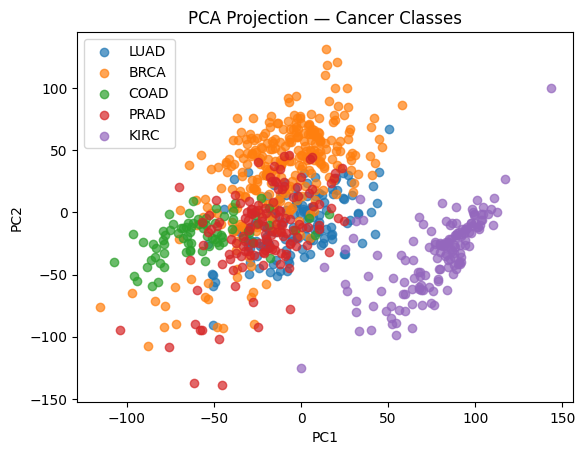 PCA Projection — Cancer Classes
LUAD
BRCA
COAD
PRAD
KIRC
100
50
0
−50
−100
−150
PC2
−100
−50
0
50
100
150
PC1